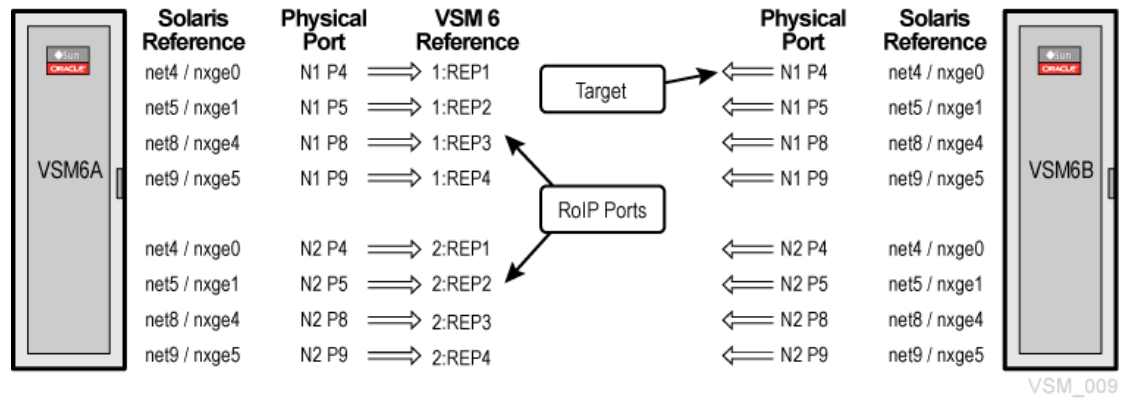 Solaris Reference Physical Port VSM 6 Reference Physical Port Solaris Reference
Sun
ORACLE
net4 / nxge0 N1 P4 1:REP1 Target N1 P4 net4 / nxge0
Sun
ORACLE
net5 / nxge1 N1 P5 1:REP2 N1 P5 net5 / nxge1
net8 / nxge4 N1 P8 1:REP3 N1 P8 net8 / nxge4
VSM6A net9 / nxge5 N1 P9 1:REP4 N1 P9 net9 / nxge5 VSM6B
RoIP Ports
net4 / nxge0 N2 P4 2:REP1 N2 P4 net4 / nxge0
net5 / nxge1 N2 P5 2:REP2 N2 P5 net5 / nxge1
net8 / nxge4 N2 P8 2:REP3 N2 P8 net8 / nxge4
net9 / nxge5 N2 P9 2:REP4 N2 P9 net9 / nxge5
VSM_009